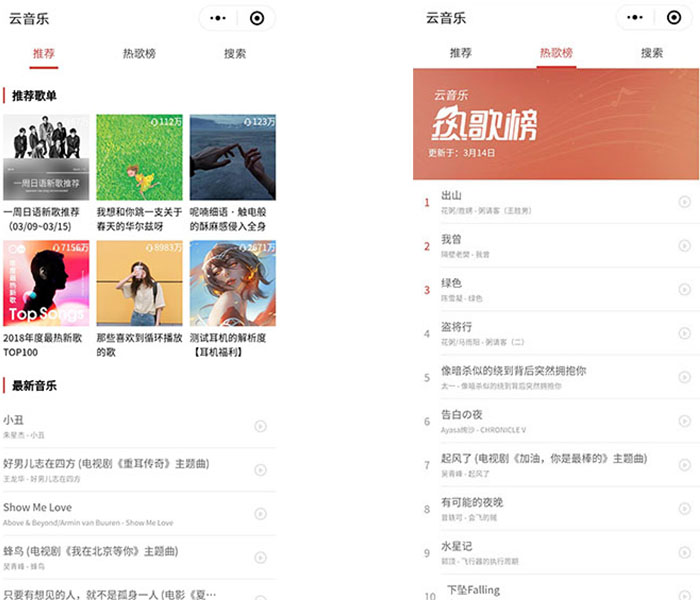 云音乐
推荐
热歌榜
搜索
推荐歌单
112万
123万
一周日语新歌推荐
（03/09~03/15)
我想和你跳一支关于
春天的华尔兹呀
呢喃细语·触电般
的酥麻感侵入全身
7156万
8983万
2671万
Top Songs
2018年度最热新歌
TOP100
那些喜欢到循环播放
的歌
测试耳机的解析度
【耳机福利】
最新音乐
小丑
朱星杰 - 小丑
好男儿志在四方 (电视剧《重耳传奇》主题曲)
王龙华 - 好男儿志在四方
Show Me Love
Above & Beyond/Armin van Buuren - Show Me Love
蜂鸟 (电视剧《我在北京等你》主题曲)
吴青峰 - 蜂鸟
只要有想见的人，就不是孤身一人 (电影《夏…
云音乐
推荐
热歌榜
搜索
云音乐
热歌榜
更新于：3月14日
1 出山
花粥/胜娚 - 粥请客（王胜男）
2 我曾
隔壁老樊 - 我曾
3 绿色
陈雪凝 - 绿色
4 盗将行
花粥/马雨阳 - 粥请客（二）
5 像暗杀似的绕到背后突然拥抱你
太一 - 像暗杀似的绕到背后突然拥抱你
6 告白の夜
Ayasa绚沙 - CHRONICLE V
7 起风了 (电视剧《加油，你是最棒的》主题曲)
吴青峰 - 起风了
8 有可能的夜晚
曾轶可 - 会飞的贼
9 水星记
郭顶 - 飞行器的执行周期
10 下坠Falling